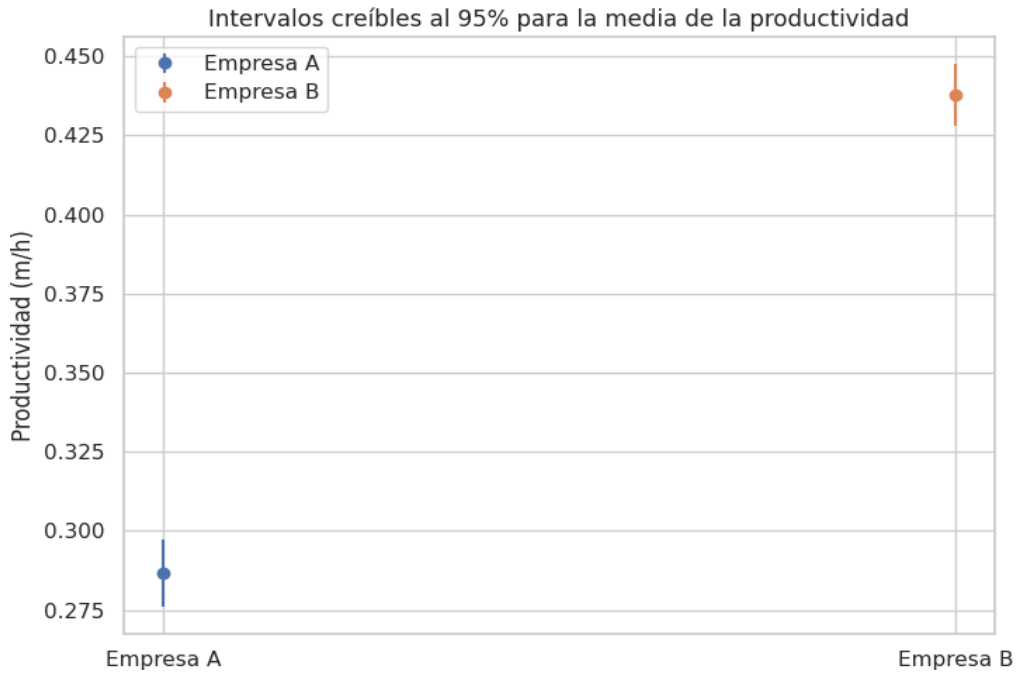 Intervalos creíbles al 95% para la media de la productividad
Empresa A
Empresa B
Productividad (m/h)
0.450
0.425
0.400
0.375
0.350
0.325
0.300
0.275
Empresa A
Empresa B